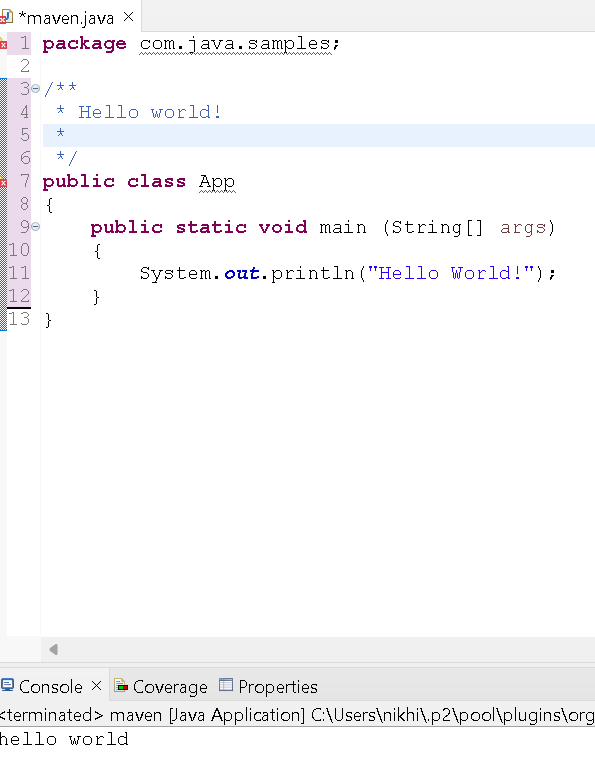 *maven.java ×
1 package com.java.samples;
2
3 /**
4  * Hello world!
5  *
6  */
7 public class App
8 {
9     public static void main (String[] args)
10     {
11         System.out.println("Hello World!");
12     }
13 }
Console × Coverage Properties
<terminated> maven [Java Application] C:\Users\nikhi\.p2\pool\plugins\org
hello world